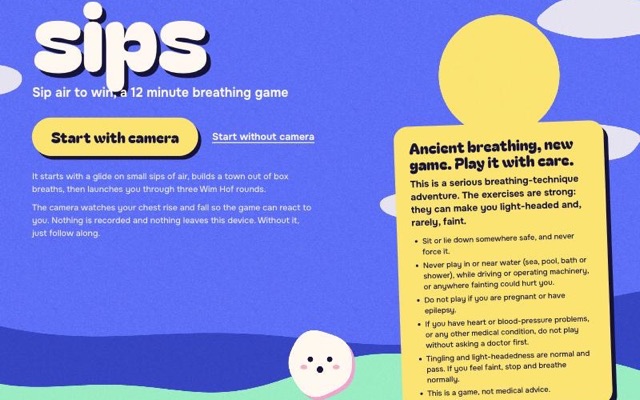 sips
Sip air to win, a 12 minute breathing game
Start with camera
Start without camera
It starts with a glide on small sips of air, builds a town out of box
breaths, then launches you through three Wim Hof rounds.
The camera watches your chest rise and fall so the game can react to
you. Nothing is recorded and nothing leaves this device. Without it,
just follow along.
Ancient breathing, new
game. Play it with care.
This is a serious breathing-technique
adventure. The exercises are strong:
they can make you light-headed and,
rarely, faint.
• Sit or lie down somewhere safe, and never
force it.
• Never play in or near water (sea, pool, bath or
shower), while driving or operating machinery,
or anywhere fainting could hurt you.
• Do not play if you are pregnant or have
epilepsy.
• If you have heart or blood-pressure problems,
or any other medical condition, do not play
without asking a doctor first.
• Tingling and light-headedness are normal and
pass. If you feel faint, stop and breathe
normally.
• This is a game, not medical advice.